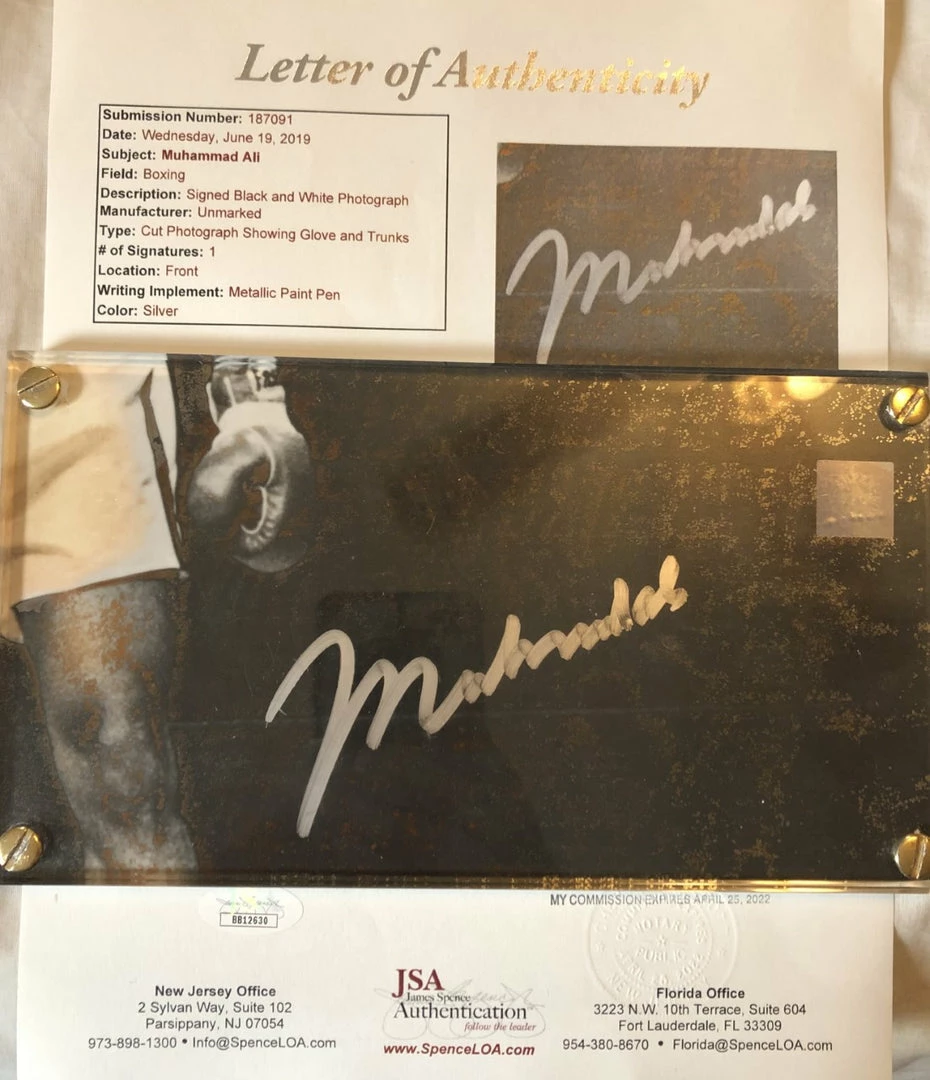 Letter of Authenticity
Submission Number: 187091
Date: Wednesday, June 19, 2019
Subject: Muhammad Ali
Field: Boxing
Description: Signed Black and White Photograph
Manufacturer: Unmarked
Type: Cut Photograph Showing Glove and Trunks
# of Signatures: 1
Location: Front
Writing Implement: Metallic Paint Pen
Color: Silver
MY COMMISSION EXPIRES APRIL 25, 2022
NOTARY
PUBLIC
BB12630
New Jersey Office
2 Sylvan Way, Suite 102
Parsippany, NJ 07054
973-898-1300 • Info@SpenceLOA.com
JSA
James Spence
Authentication
follow the leader
www.SpenceLOA.com
Florida Office
3223 N.W. 10th Terrace, Suite 604
Fort Lauderdale, FL 33309
954-380-8670 • Florida@SpenceLOA.com